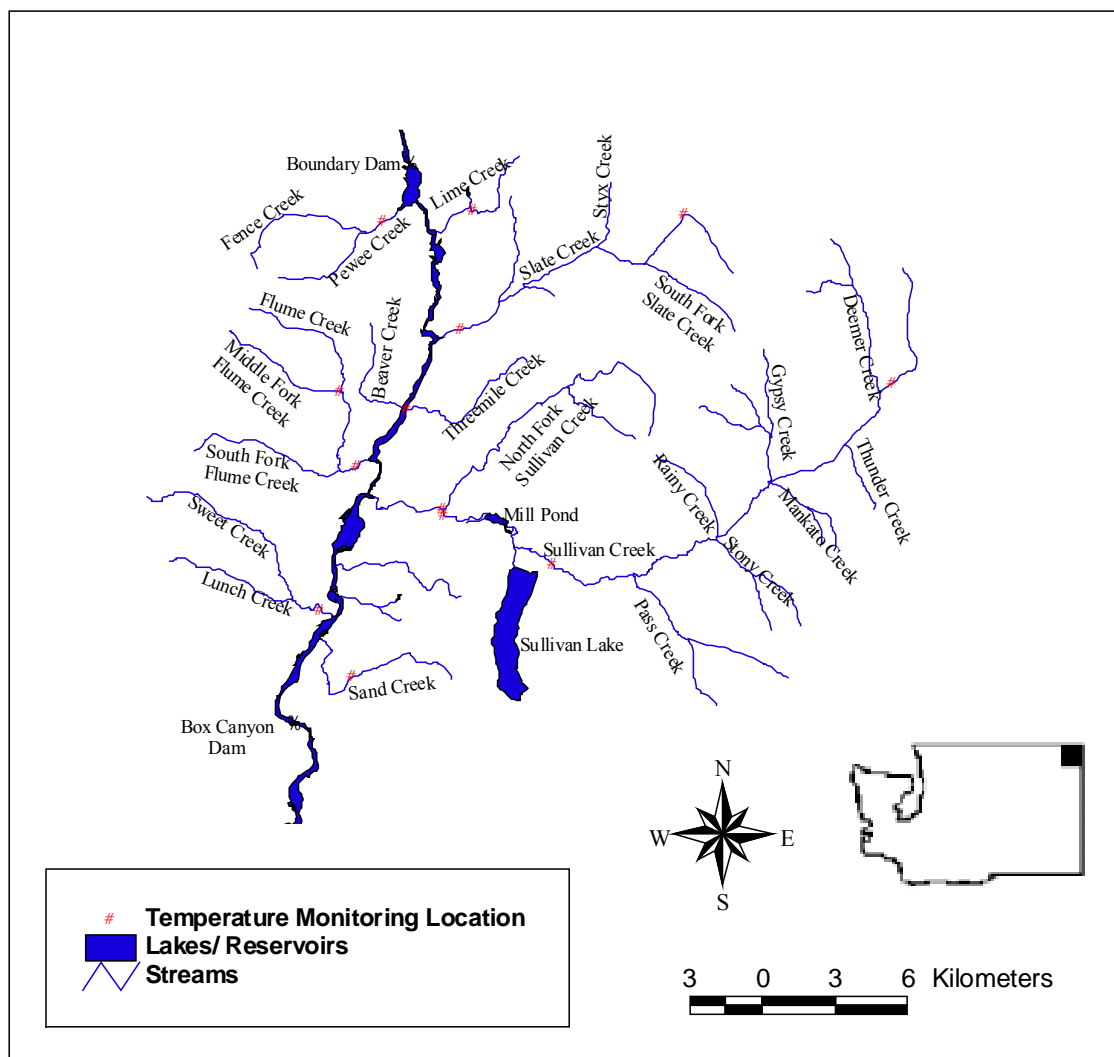 Boundary Dam
Lime Creek
Styx Creek
Fence Creek
Pewee Creek
Slate Creek
South Fork
Slate Creek
Deemer Creek
Flume Creek
Beaver Creek
Middle Fork
Flume Creek
Threemile Creek
Gypsy Creek
North Fork
Sullivan Creek
South Fork
Flume Creek
Rainy Creek
Thunder Creek
Sweet Creek
Mill Pond
Mankato Creek
Sullivan Creek
Stony Creek
Lunch Creek
Pass Creek
Sullivan Lake
Sand Creek
Box Canyon
Dam
N
W
E
S
# Temperature Monitoring Location
Lakes/ Reservoirs
Streams
3 0 3 6 Kilometers